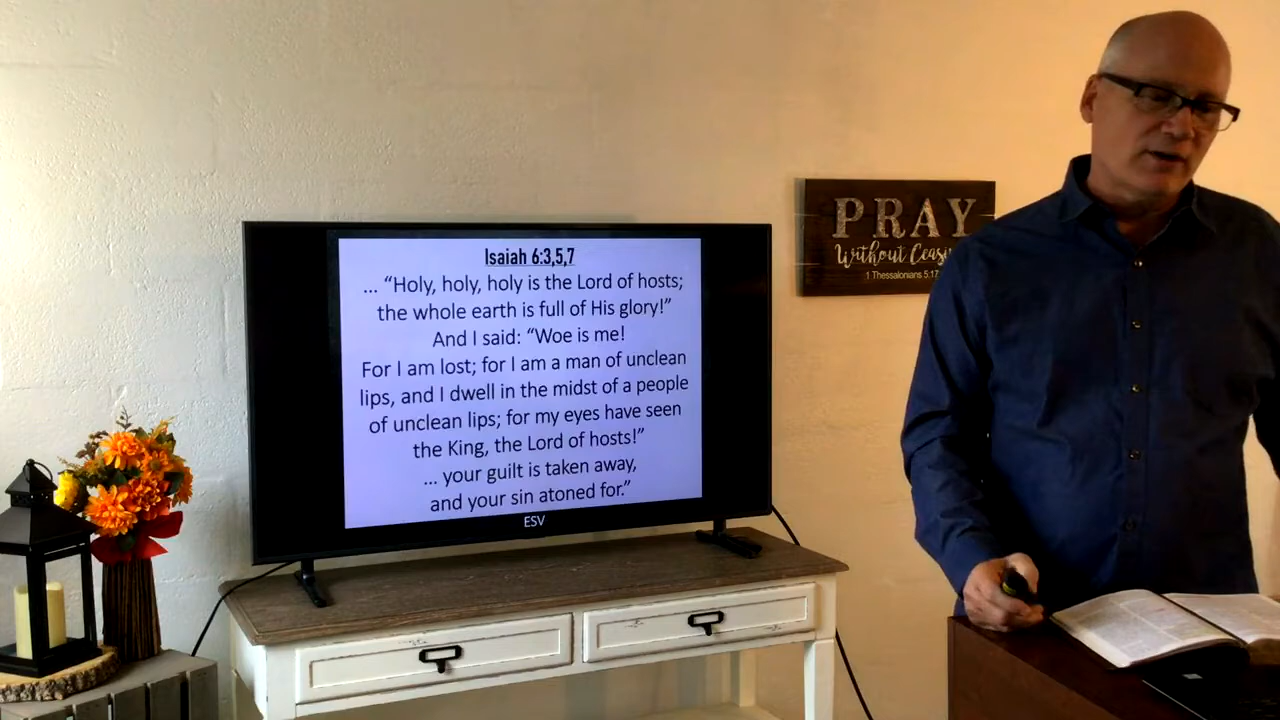 Isaiah 6:3,5,7
... “Holy, holy, holy is the Lord of hosts;
the whole earth is full of His glory!”
And I said: “Woe is me!
For I am lost; for I am a man of unclean
lips, and I dwell in the midst of a people
of unclean lips; for my eyes have seen
the King, the Lord of hosts!”
... your guilt is taken away,
and your sin atoned for.”
ESV
PRAY
Without
1 Thessalonians 5:17